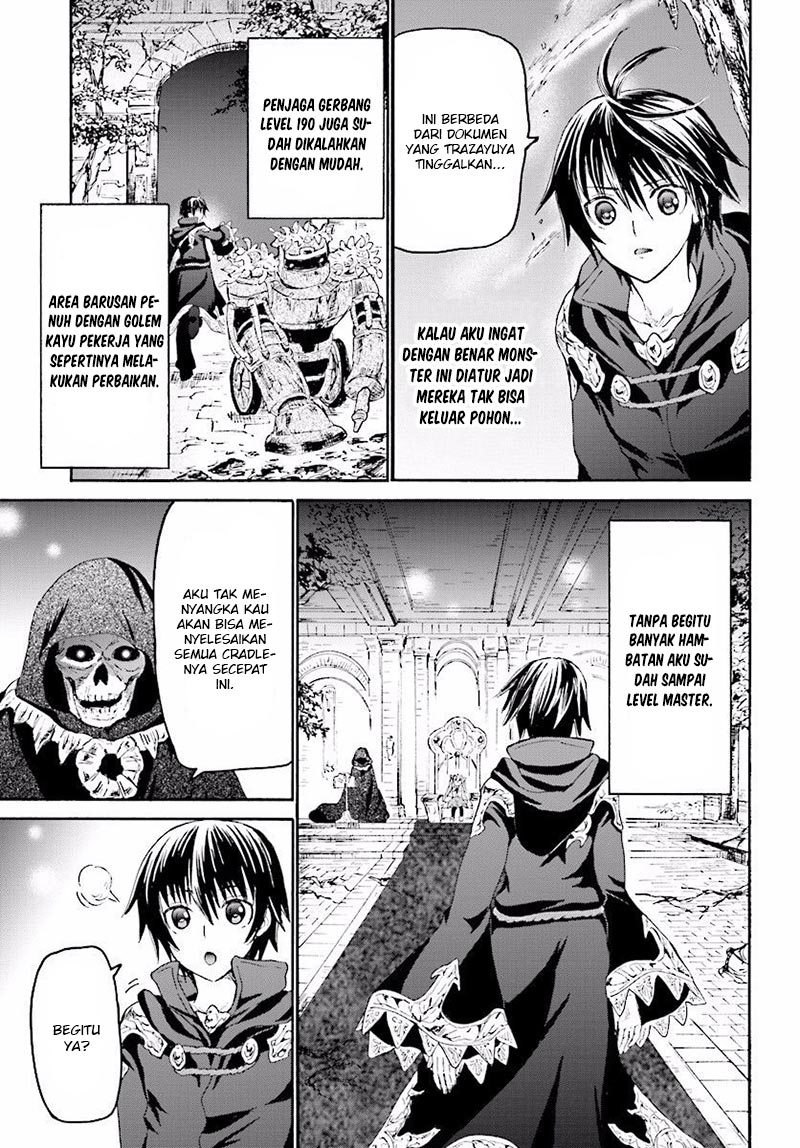 INI BERBEDA
DARI DOKUMEN
YANG TRAZAYUYA
TINGGALKAN...
KALAU AKU INGAT
DENGAN BENAR MONS-
TER INI DIATUR JADI
MEREKA TAK BISA
KELUAR POHON...
PENJAGA GERBANG
LEVEL 190 JUGA SU-
DAH DIKALAHKAN
DENGAN MUDAH.
AREA BARUSAN PE-
NUH DENGAN GOLEM
KAYU PEKERJA YANG
SEPERTINYA MELA-
KUKAN PERBAIKAN.
TANPA BEGITU
BANYAK HAM-
BATAN AKU SU-
DAH SAMPAI
LEVEL MASTER.
AKU TAK ME-
NYANGKA KAU
AKAN BISA ME-
NYELESAIKAN
SEMUA CRADLE-
NYA SECEPAT
INI.
BEGITU
YA?